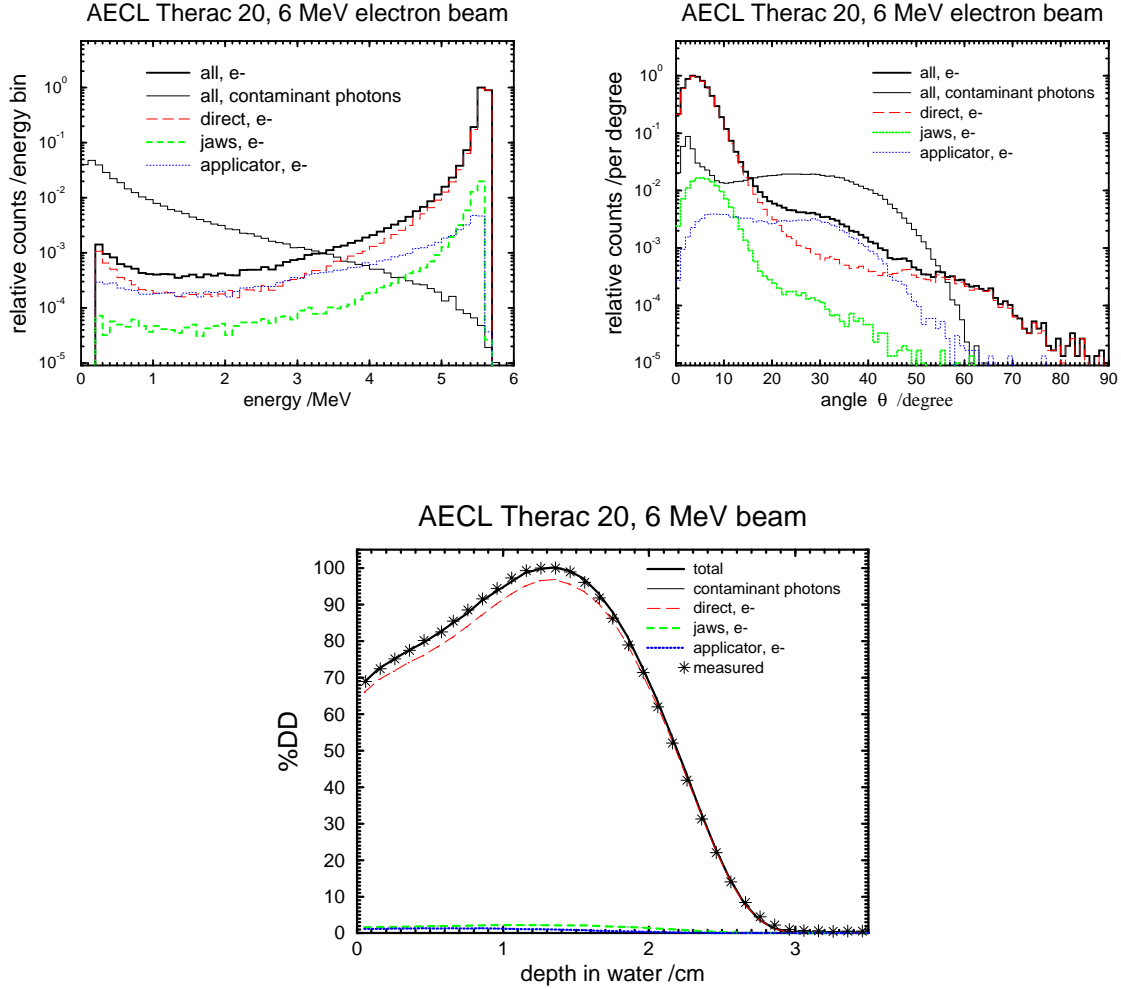 AECL Therac 20, 6 MeV electron beam
relative counts /energy bin
10^0
10^-1
10^-2
10^-3
10^-4
10^-5
all, e-
all, contaminant photons
direct, e-
jaws, e-
applicator, e-
0 1 2 3 4 5 6
energy /MeV
AECL Therac 20, 6 MeV electron beam
relative counts /per degree
10^0
10^-1
10^-2
10^-3
10^-4
10^-5
all, e-
all, contaminant photons
direct, e-
jaws, e-
applicator, e-
0 10 20 30 40 50 60 70 80 90
angle θ /degree
AECL Therac 20, 6 MeV beam
%DD
100
90
80
70
60
50
40
30
20
10
0
total
contaminant photons
direct, e-
jaws, e-
applicator, e-
measured
0 1 2 3
depth in water /cm